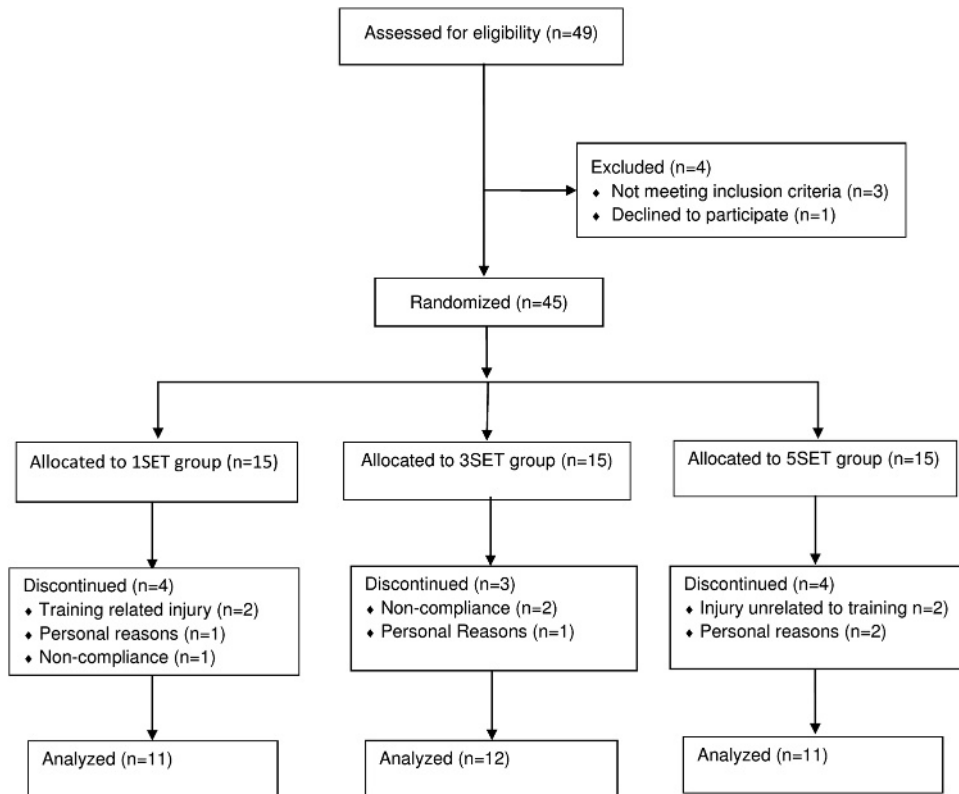 Assessed for eligibility (n=49)
Excluded (n=4)
♦ Not meeting inclusion criteria (n=3)
♦ Declined to participate (n=1)
Randomized (n=45)
Allocated to 1SET group (n=15)
Allocated to 3SET group (n=15)
Allocated to 5SET group (n=15)
Discontinued (n=4)
♦ Training related injury (n=2)
♦ Personal reasons (n=1)
♦ Non-compliance (n=1)
Discontinued (n=3)
♦ Non-compliance (n=2)
♦ Personal Reasons (n=1)
Discontinued (n=4)
♦ Injury unrelated to training n=2)
♦ Personal reasons (n=2)
Analyzed (n=11)
Analyzed (n=12)
Analyzed (n=11)